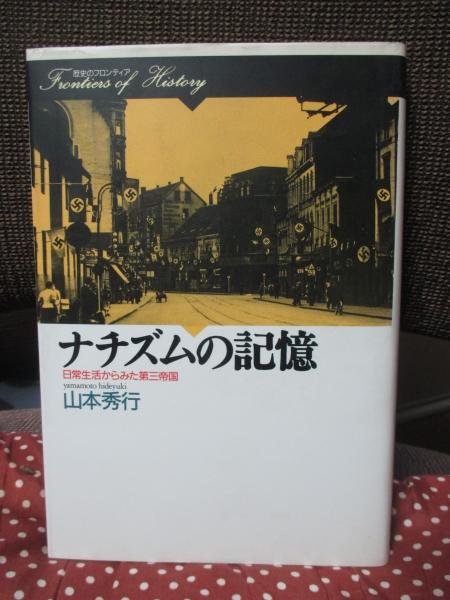 歴史のフロンティア
Frontiers of History
ナチズムの記憶
日常生活からみた第三帝国
yamamoto hideyuki
山本秀行